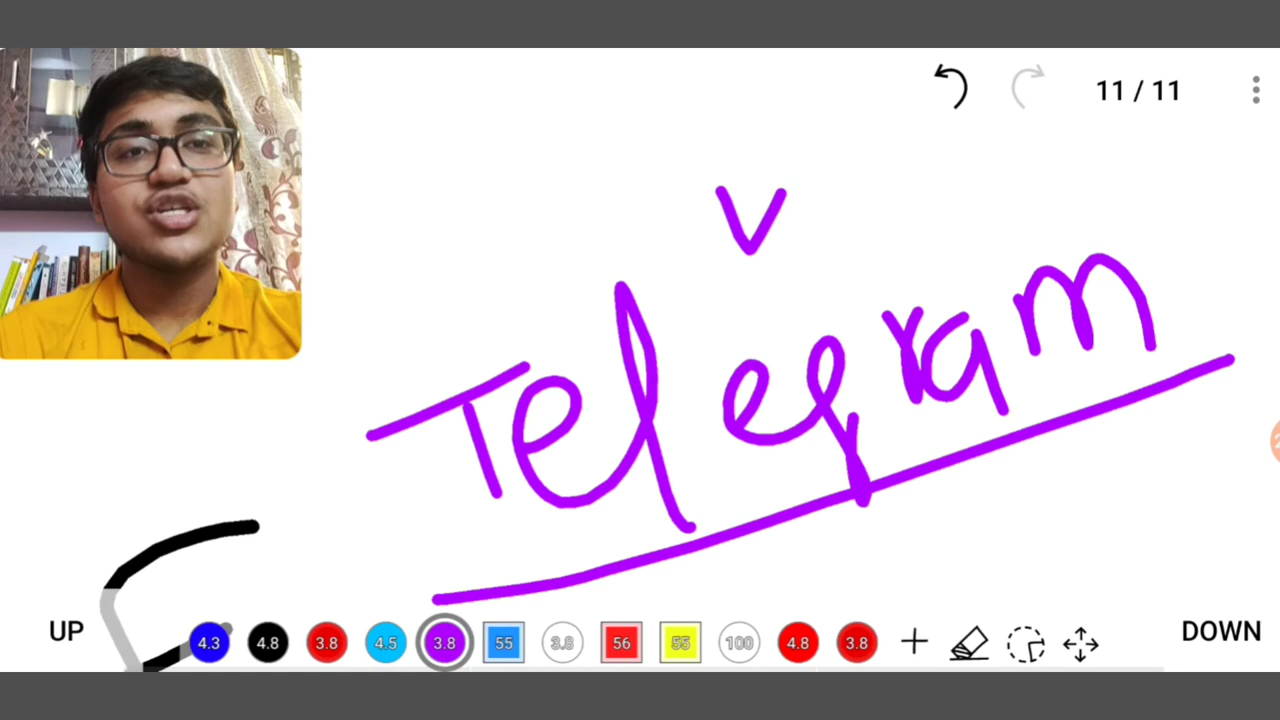 11 / 11
v
Telegram
UP
4.3 4.8 3.8 4.5 3.8 55 3.8 56 55 100 4.8 3.8
DOWN